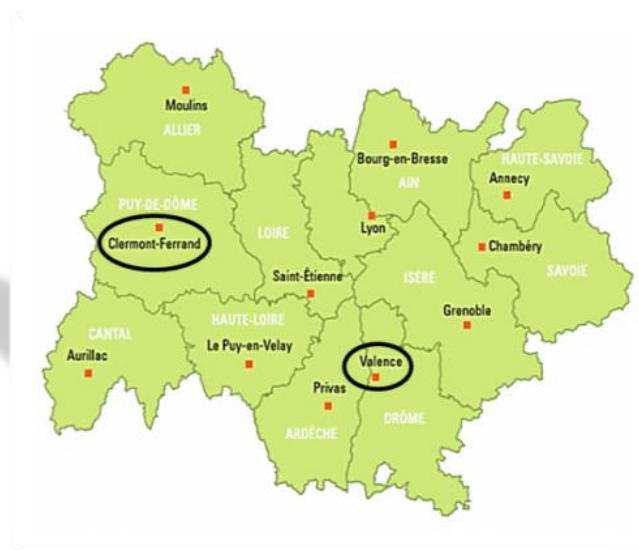 Moulins
ALLIER
Bourg-en-Bresse
AIN
HAUTE-SAVOIE
Annecy
PUY-DE-DÔME
Clermont-Ferrand
LOIRE
Lyon
Chambéry
SAVOIE
Saint-Étienne
ISÈRE
Grenoble
CANTAL
Aurillac
HAUTE-LOIRE
Le Puy-en-Velay
Valence
Privas
ARDÈCHE
DRÔME